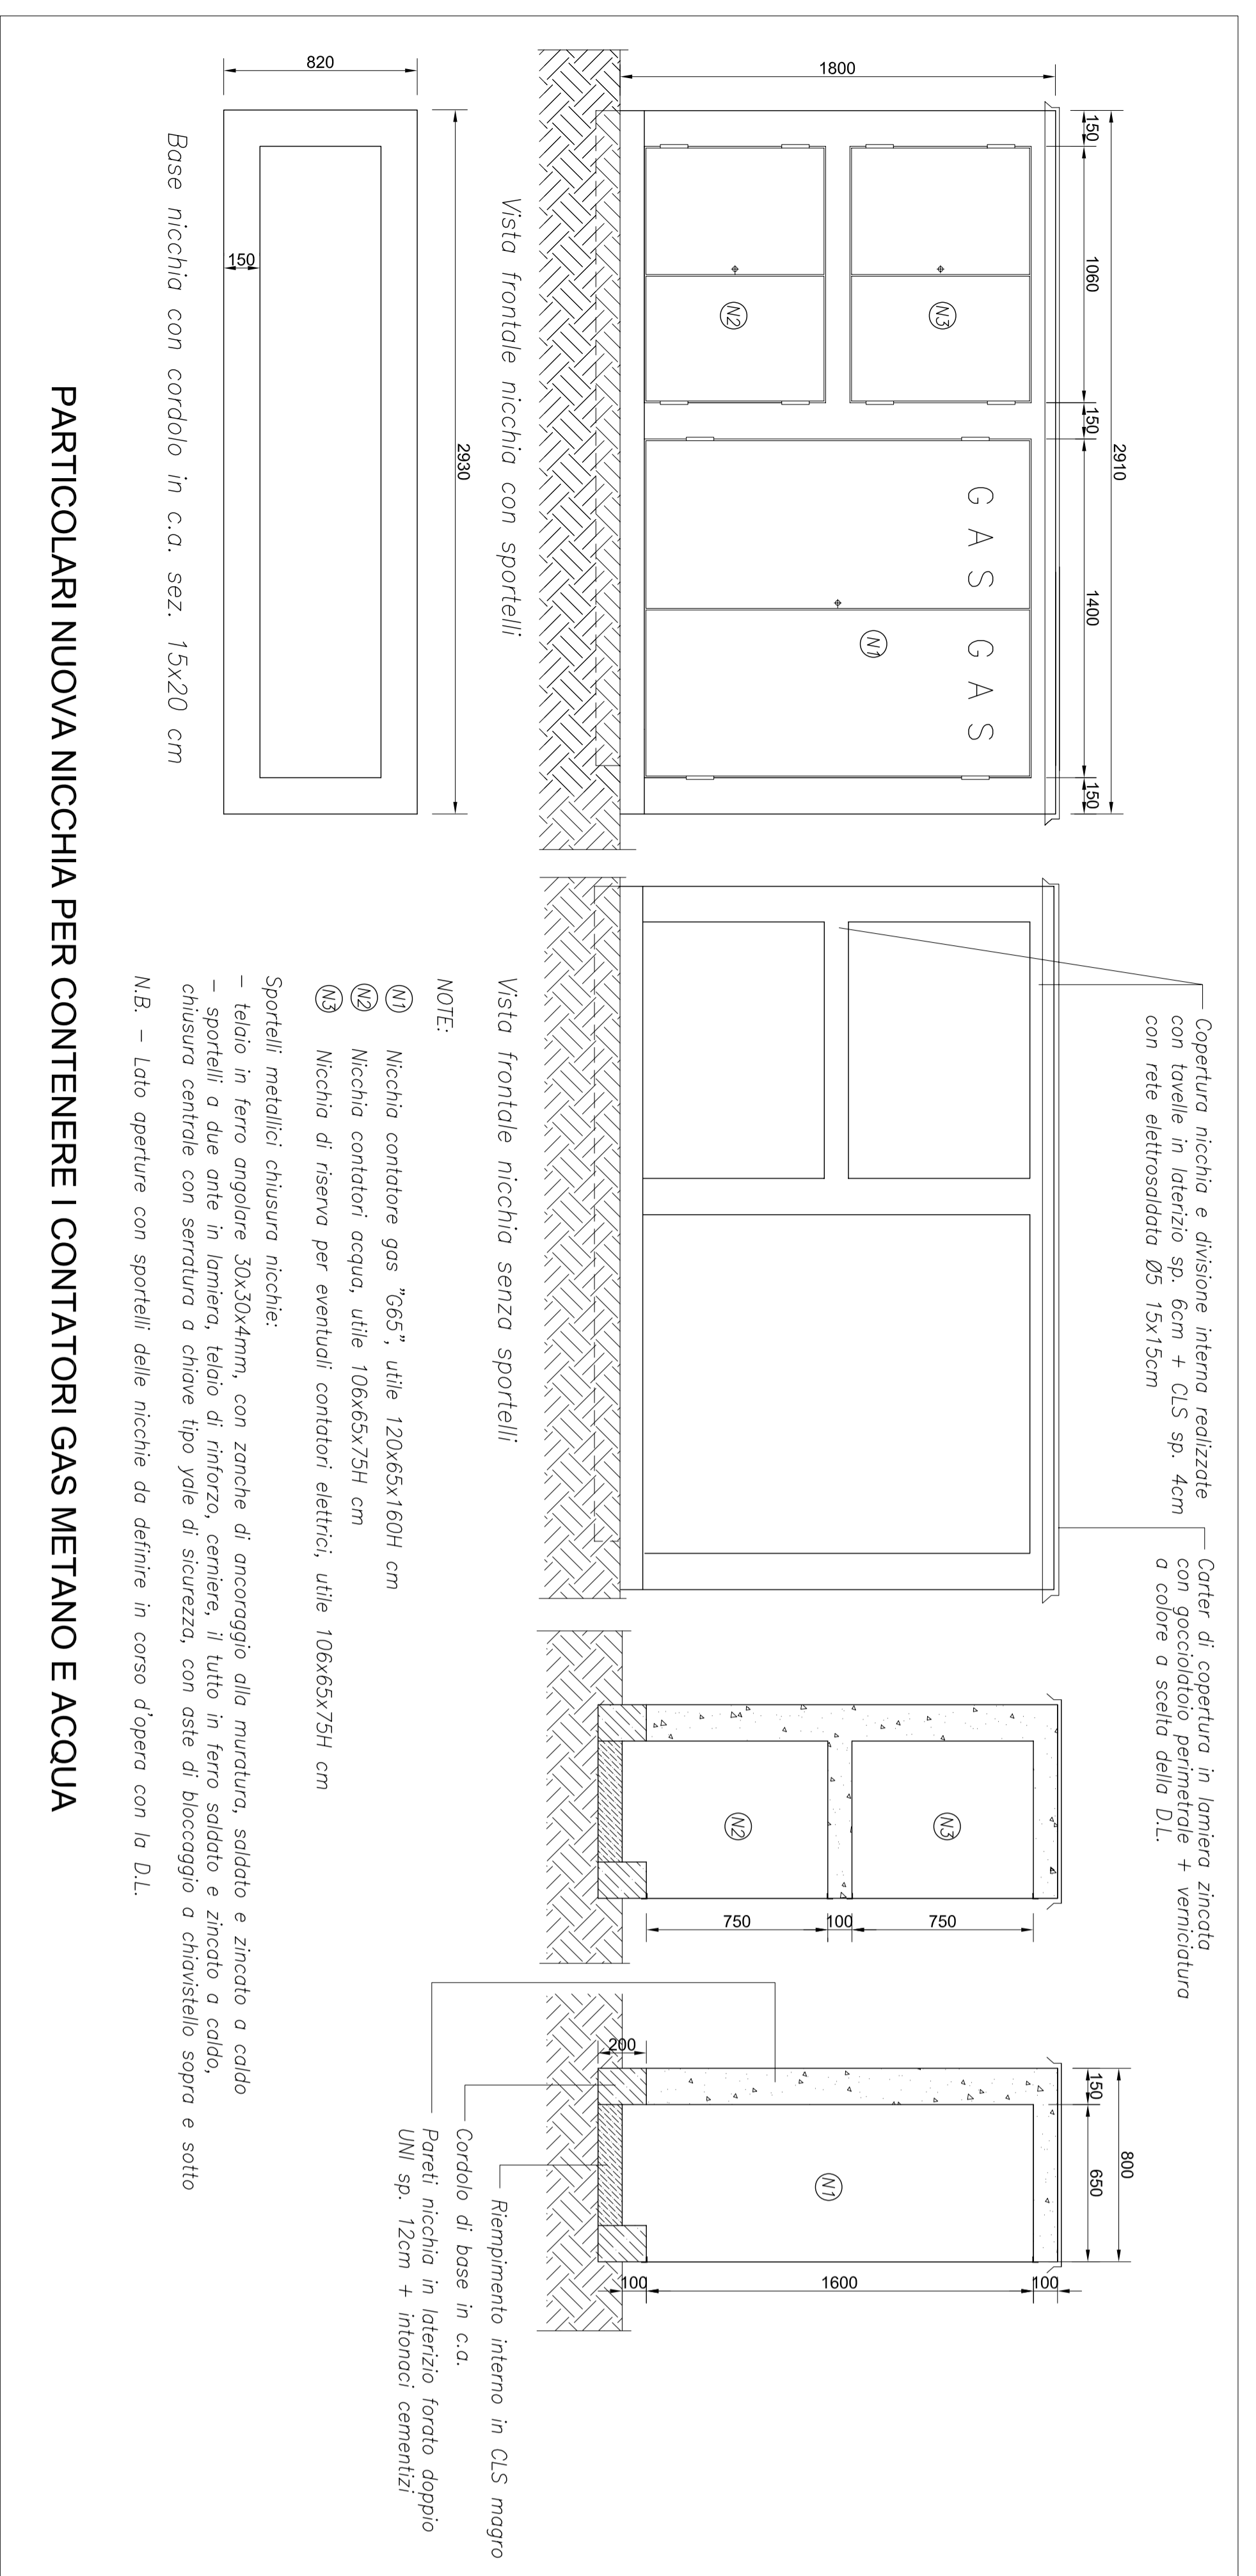 Copertura nicchia e divisione interna realizzate
con tavelle in laterizio sp. 6cm + CLS sp. 4cm
con rete elettrosaldata Ø5 15x15cm
Carter di copertura in lamiera zincata
con gocciolatoio perimetrale + verniciatura
a colore a scelta della D.L.
2910
150
1060
150
1400
150
1800
GAS GAS
N3
N2
N1
Vista frontale nicchia con sportelli
Vista frontale nicchia senza sportelli
N3
N2
750
100
750
800
150
650
N1
200
100
1600
100
Riempimento interno in CLS magro
Cordolo di base in c.a.
Pareti nicchia in laterizio forato doppio
UNI sp. 12cm + intonaci cementizi
2930
820
150
Base nicchia con cordolo in c.a. sez. 15x20 cm
NOTE:
N1 Nicchia contatore gas "G65", utile 120x65x160H cm
N2 Nicchia contatori acqua, utile 106x65x75H cm
N3 Nicchia di riserva per eventuali contatori elettrici, utile 106x65x75H cm
Sportelli metallici chiusura nicchie:
- telaio in ferro angolare 30x30x4mm, con zanche di ancoraggio alla muratura, saldato e zincato a caldo
- sportelli a due ante in lamiera, telaio di rinforzo, cerniere, il tutto in ferro saldato e zincato a caldo,
chiusura centrale con serratura a chiave tipo yale di sicurezza, con aste di bloccaggio a chiavistello sopra e sotto
N.B. - Lato aperture con sportelli delle nicchie da definire in corso d'opera con la D.L.
PARTICOLARI NUOVA NICCHIA PER CONTENERE I CONTATORI GAS METANO E ACQUA